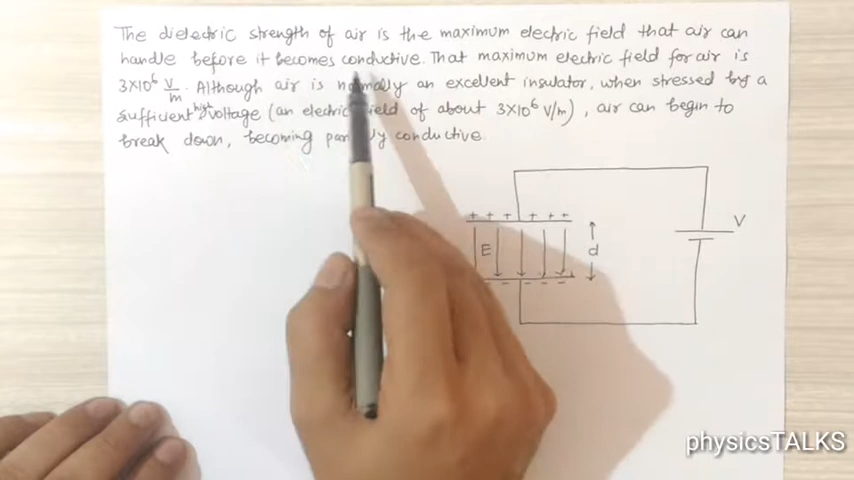 The dielectric strength of air is the maximum electric field that air can
handle before it becomes conductive. That maximum electric field for air is
3×10⁶ V/m. Although air is normally an excellent insulator, when stressed by a
sufficient high voltage (an electric field of about 3×10⁶ V/m), air can begin to
break down, becoming conductive.
+ + + + + +
E
d
V
- - - - -
physicsTALKS